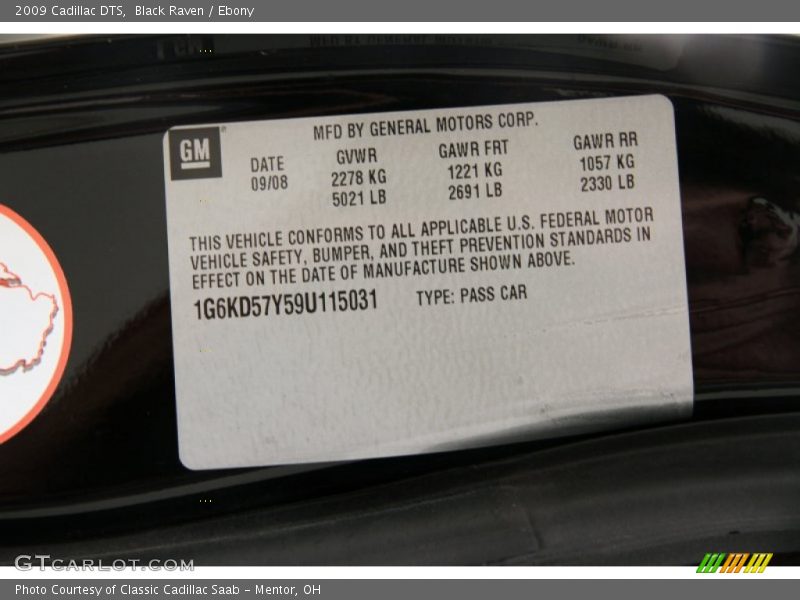 2009 Cadillac DTS, Black Raven / Ebony
GM
MFD BY GENERAL MOTORS CORP.
DATE GVWR GAWR FRT GAWR RR
09/08 2278 KG 1221 KG 1057 KG
5021 LB 2691 LB 2330 LB
THIS VEHICLE CONFORMS TO ALL APPLICABLE U.S. FEDERAL MOTOR
VEHICLE SAFETY, BUMPER, AND THEFT PREVENTION STANDARDS IN
EFFECT ON THE DATE OF MANUFACTURE SHOWN ABOVE.
1G6KD57Y59U115031 TYPE: PASS CAR
GTCARLOT.COM
Photo Courtesy of Classic Cadillac Saab - Mentor, OH